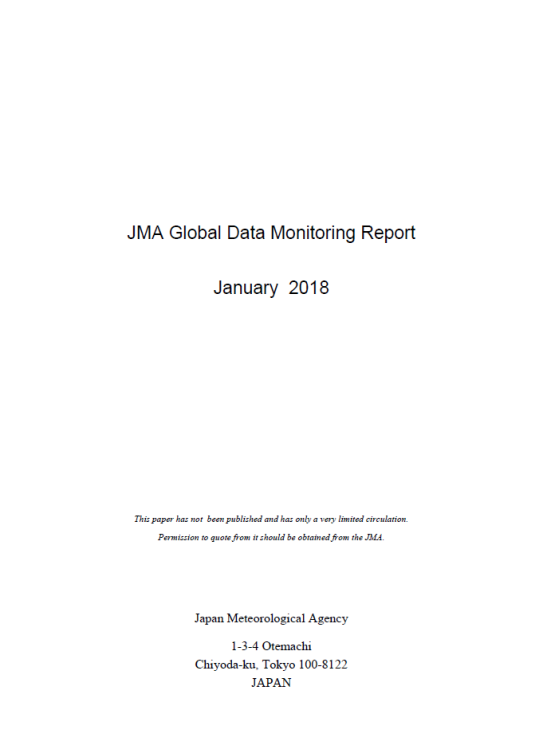 JMA Global Data Monitoring Report
January 2018
This paper has not been published and has only a very limited circulation.
Permission to quote from it should be obtained from the JMA.
Japan Meteorological Agency
1-3-4 Otemachi
Chiyoda-ku, Tokyo 100-8122
JAPAN